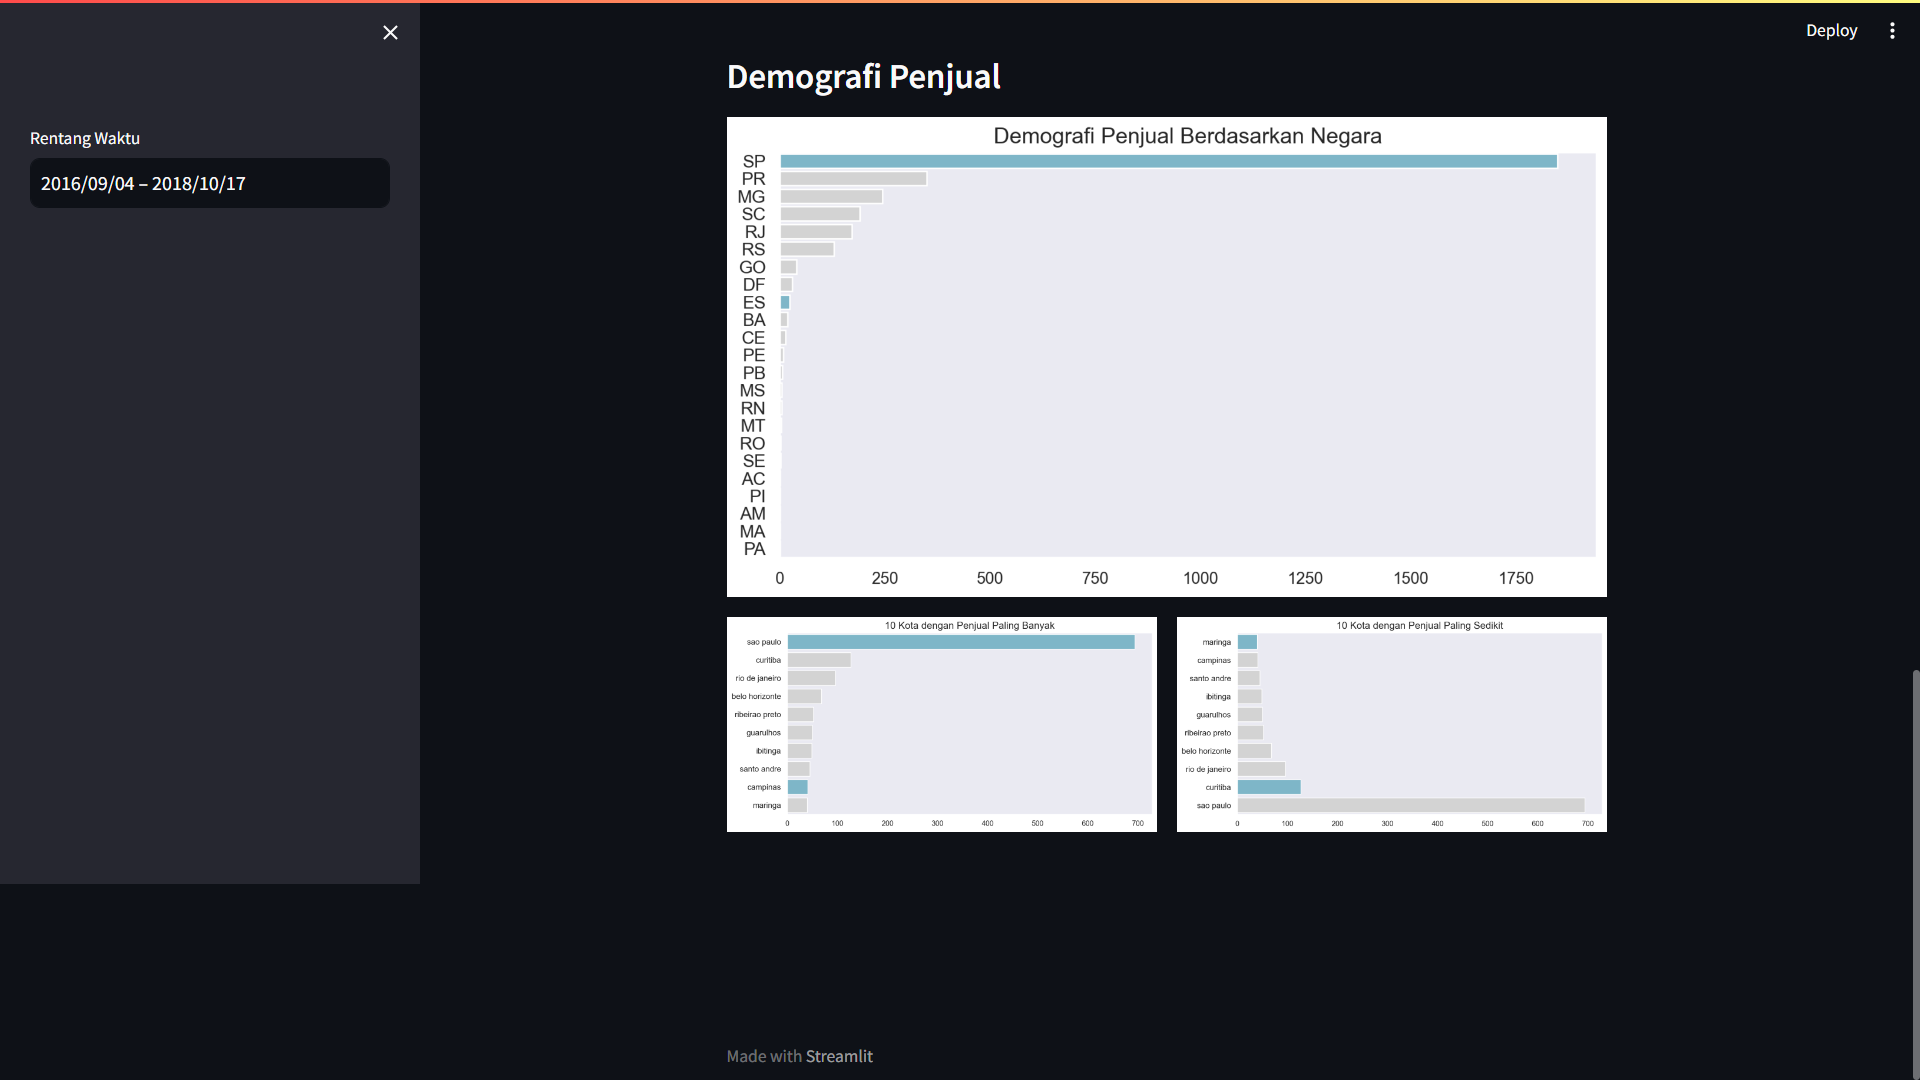 Deploy
Rentang Waktu
2016/09/04 – 2018/10/17
Demografi Penjual
Demografi Penjual Berdasarkan Negara
SP
PR
MG
SC
RJ
RS
GO
DF
ES
BA
CE
PE
PB
MS
RN
MT
RO
SE
AC
PI
AM
MA
PA
0 250 500 750 1000 1250 1500 1750
10 Kota dengan Penjual Paling Banyak
sao paulo
curitiba
rio de janeiro
belo horizonte
ribeirao preto
guarulhos
ibitinga
santo andre
campinas
maringa
0 100 200 300 400 500 600 700
10 Kota dengan Penjual Paling Sedikit
maringa
campinas
santo andre
ibitinga
guarulhos
ribeirao preto
belo horizonte
rio de janeiro
curitiba
sao paulo
0 100 200 300 400 500 600 700
Made with Streamlit